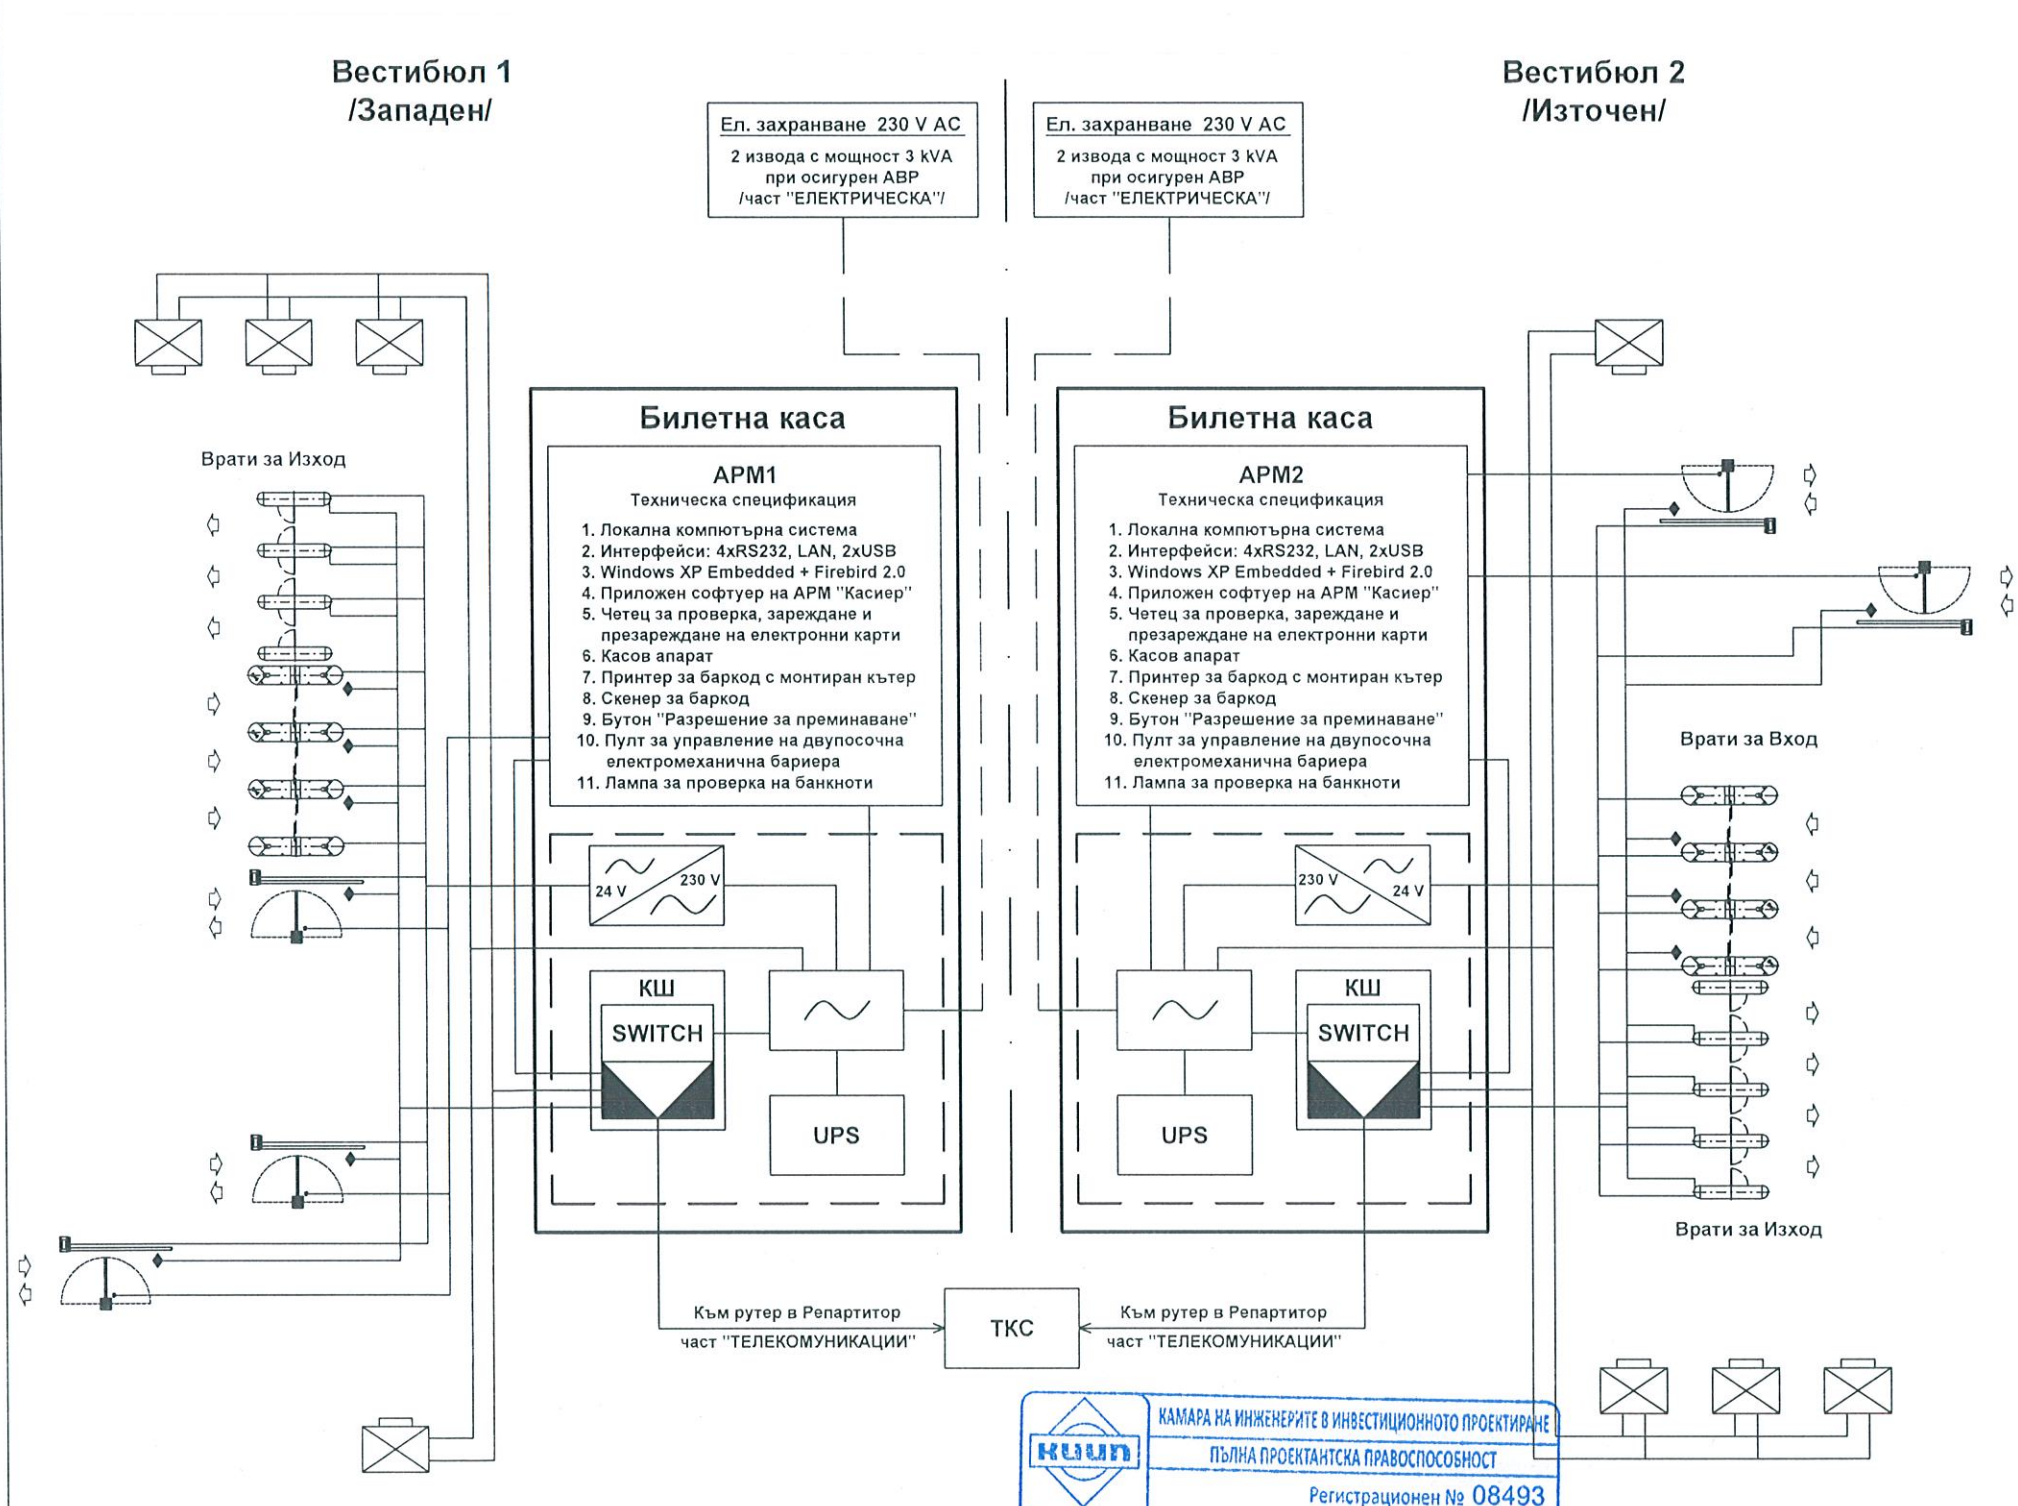 Вестибюл 1
/Западен/
Вестибюл 2
/Източен/
Ел. захранване 230 V АС
2 извода с мощност 3 kVA
при осигурен АВР
/част "ЕЛЕКТРИЧЕСКА"/
Ел. захранване 230 V АС
2 извода с мощност 3 kVA
при осигурен АВР
/част "ЕЛЕКТРИЧЕСКА"/
Врати за Изход
Билетна каса
АРМ1
Техническа спецификация
1. Локална компютърна система
2. Интерфейси: 4xRS232, LAN, 2xUSB
3. Windows XP Embedded + Firebird 2.0
4. Приложен софтуер на АРМ "Касиер"
5. Четец за проверка, зареждане и
презареждане на електронни карти
6. Касов апарат
7. Принтер за баркод с монтиран кътер
8. Скенер за баркод
9. Бутон "Разрешение за преминаване"
10. Пулт за управление на двупосочна
електромеханична бариера
11. Лампа за проверка на банкноти
24 V
230 V
КШ
SWITCH
UPS
Билетна каса
АРМ2
Техническа спецификация
1. Локална компютърна система
2. Интерфейси: 4xRS232, LAN, 2xUSB
3. Windows XP Embedded + Firebird 2.0
4. Приложен софтуер на АРМ "Касиер"
5. Четец за проверка, зареждане и
презареждане на електронни карти
6. Касов апарат
7. Принтер за баркод с монтиран кътер
8. Скенер за баркод
9. Бутон "Разрешение за преминаване"
10. Пулт за управление на двупосочна
електромеханична бариера
11. Лампа за проверка на банкноти
230 V
24 V
КШ
SWITCH
UPS
Врати за Вход
Врати за Изход
Към рутер в Репартитор
част "ТЕЛЕКОМУНИКАЦИИ"
ТКС
Към рутер в Репартитор
част "ТЕЛЕКОМУНИКАЦИИ"
КАМАРА НА ИНЖЕНЕРИТЕ В ИНВЕСТИЦИОННОТО ПРОЕКТИРАНЕ
КИИП
ПЪЛНА ПРОЕКТАНТСКА ПРАВОСПОСОБНОСТ
Регистрационен № 08493